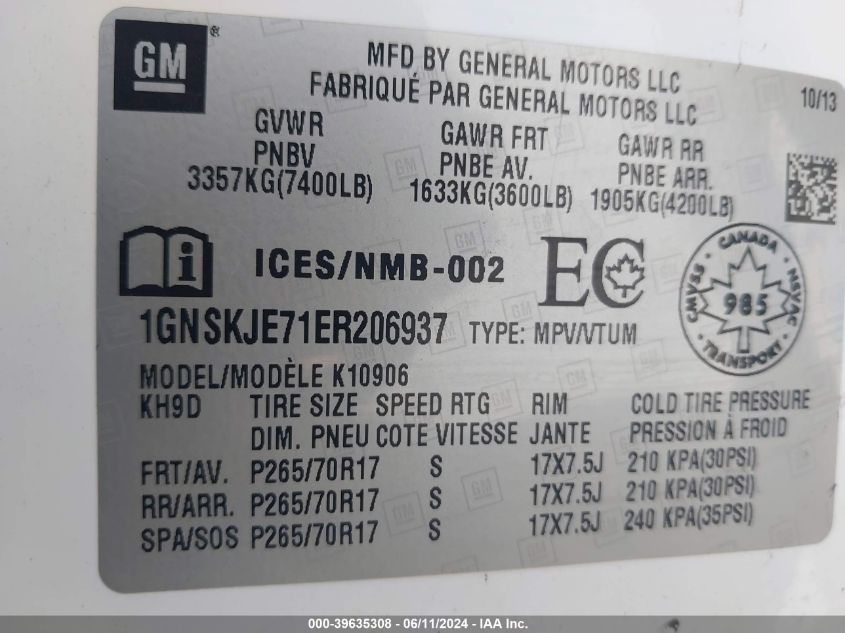 GM
MFD BY GENERAL MOTORS LLC
FABRIQUÉ PAR GENERAL MOTORS LLC
10/13
GVWR GAWR FRT GAWR RR
PNBV PNBE AV. PNBE ARR.
3357KG(7400LB) 1633KG(3600LB) 1905KG(4200LB)
ICES/NMB-002 EC
CANADA
CMVSS 985 NSVAC
TRANSPORT
1GNSKJE71ER206937 TYPE: MPV/VTUM
MODEL/MODÈLE K10906
KH9D TIRE SIZE SPEED RTG RIM COLD TIRE PRESSURE
DIM. PNEU COTE VITESSE JANTE PRESSION À FROID
FRT/AV. P265/70R17 S 17X7.5J 210 KPA(30PSI)
RR/ARR. P265/70R17 S 17X7.5J 210 KPA(30PSI)
SPA/SOS P265/70R17 S 17X7.5J 240 KPA(35PSI)
000-39635308 - 06/11/2024 - IAA Inc.